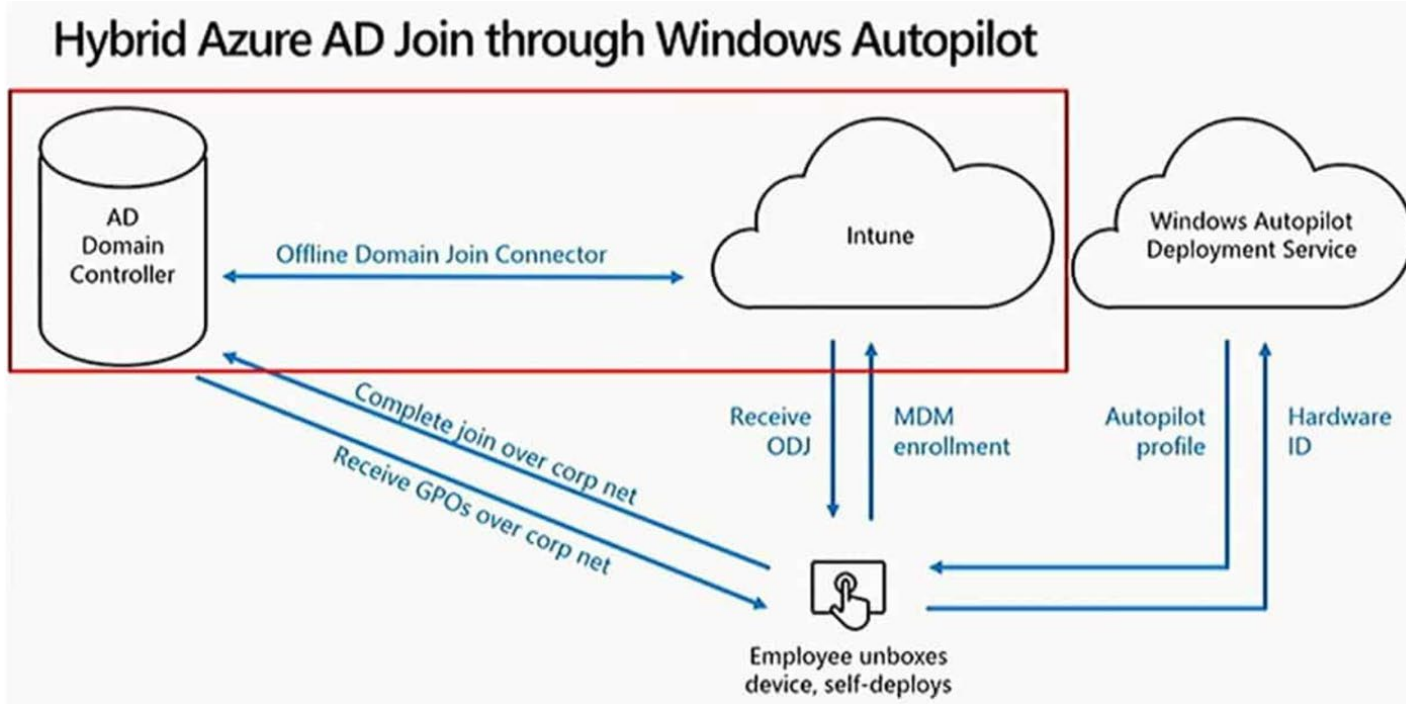 Hybrid Azure AD Join through Windows Autopilot
AD
Domain
Controller
Offline Domain Join Connector
Intune
Windows Autopilot
Deployment Service
Complete join over corp net
Receive GPOs over corp net
Receive
ODJ
MDM
enrollment
Autopilot
profile
Hardware
ID
Employee unboxes
device, self-deploys